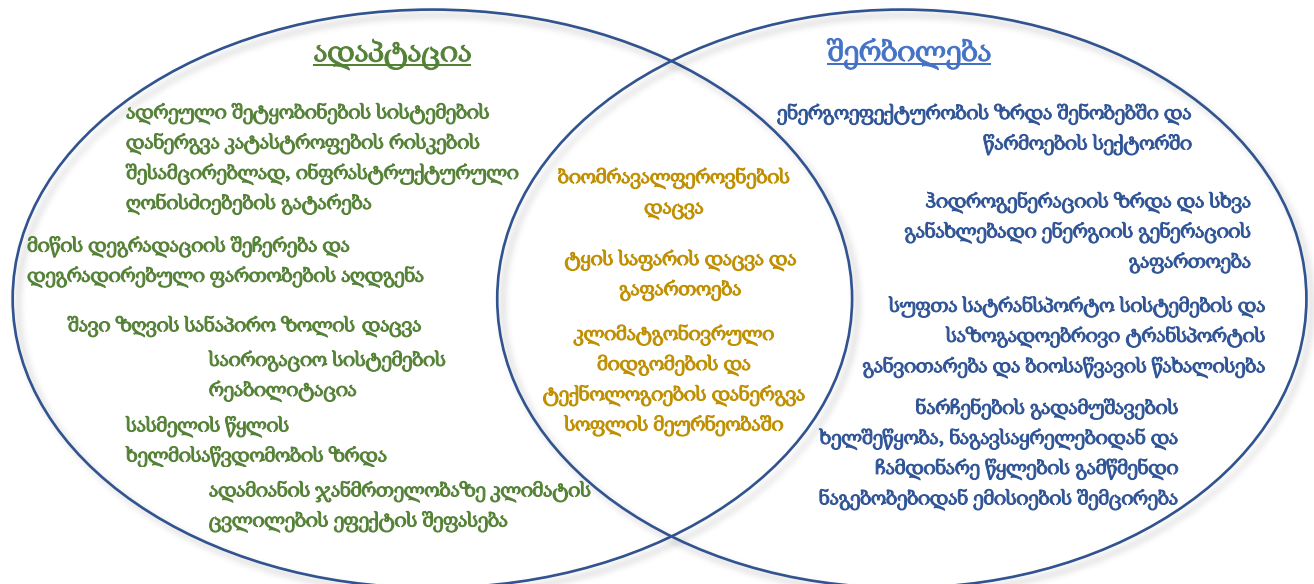 ადაპტაცია
ადრეული შეტყობინების სისტემების
დანერგვა კატასტროფების რისკების
შესამცირებლად, ინფრასტრუქტურული
ღონისძიებების გატარება
მიწის დეგრადაციის შეჩერება და
დეგრადირებული ფართობების აღდგენა
შავი ზღვის სანაპირო ზოლის დაცვა
საირიგაციო სისტემების
რეაბილიტაცია
სასმელის წყლის
ხელმისაწვდომობის ზრდა
ადამიანის ჯანმრთელობაზე კლიმატის
ცვლილების ეფექტის შეფასება
ბიომრავალფეროვნების
დაცვა
ტყის საფარის დაცვა და
გაფართოება
კლიმატგონივრული
მიდგომების და
ტექნოლოგიების დანერგვა
სოფლის მეურნეობაში
შერბილება
ენერგოეფექტურობის ზრდა შენობებში და
წარმოების სექტორში
ჰიდროგენერაციის ზრდა და სხვა
განახლებადი ენერგიის გენერაციის
გაფართოება
სუფთა სატრანსპორტო სისტემების და
საზოგადოებრივი ტრანსპორტის
განვითარება და ბიოსაწვავის წახალისება
ნარჩენების გადამუშავების
ხელშეწყობა, ნაგავსაყრელებიდან და
ჩამდინარე წყლების გამწმენდი
ნაგებობებიდან ემისიების შემცირება